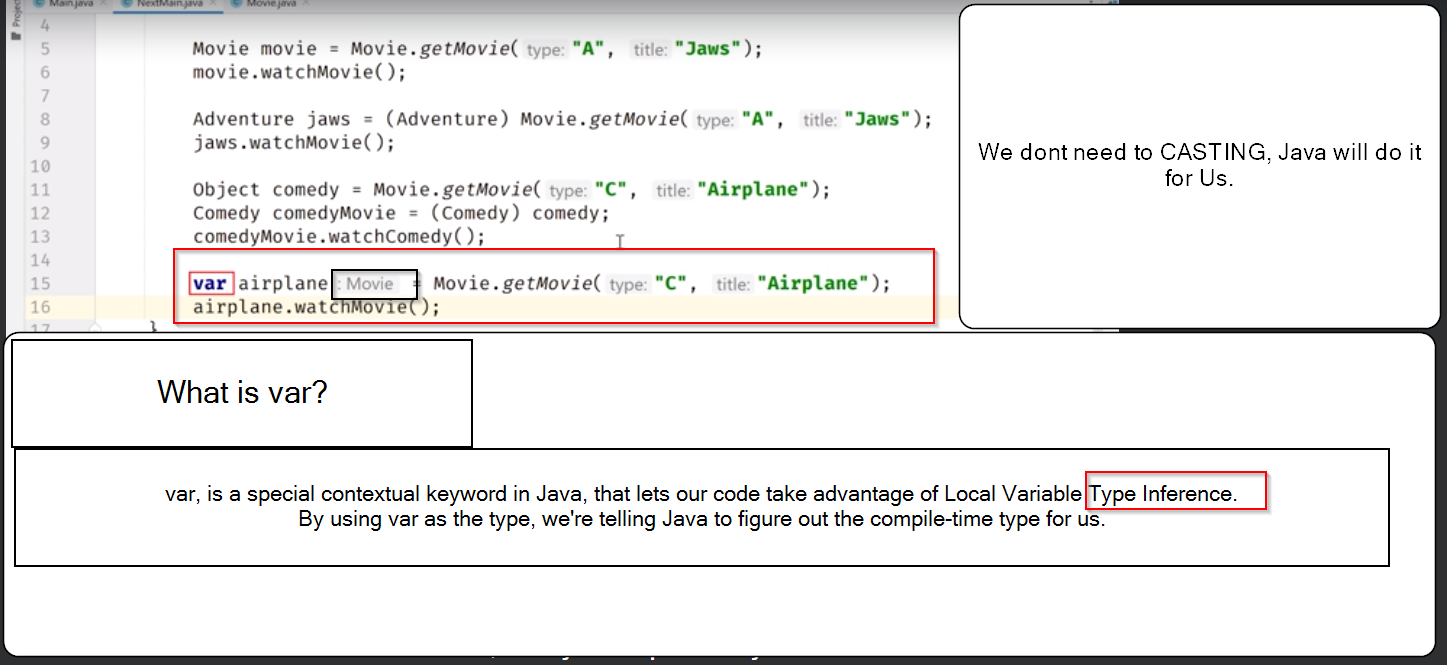 Project
Main.java NextMain.java Movie.java
4
5 Movie movie = Movie.getMovie( type: "A", title: "Jaws");
6 movie.watchMovie();
7
8 Adventure jaws = (Adventure) Movie.getMovie( type: "A", title: "Jaws");
9 jaws.watchMovie();
10
11 Object comedy = Movie.getMovie( type: "C", title: "Airplane");
12 Comedy comedyMovie = (Comedy) comedy;
13 comedyMovie.watchComedy();
14
15 var airplane : Movie = Movie.getMovie( type: "C", title: "Airplane");
16 airplane.watchMovie();
17 }
We dont need to CASTING, Java will do it
for Us.
What is var?
var, is a special contextual keyword in Java, that lets our code take advantage of Local Variable Type Inference.
By using var as the type, we're telling Java to figure out the compile-time type for us.